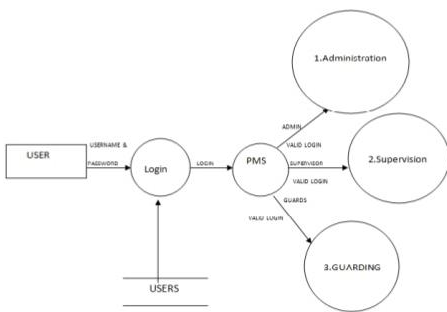 1.Administration
ADMIN
VALID LOGIN
USERNAME &
PASSWORD
USER
Login
LOGIN
PMS
SUPERVISOR
VALID LOGIN
2.Supervision
GUARDS
VALID LOGIN
3.GUARDING
USERS